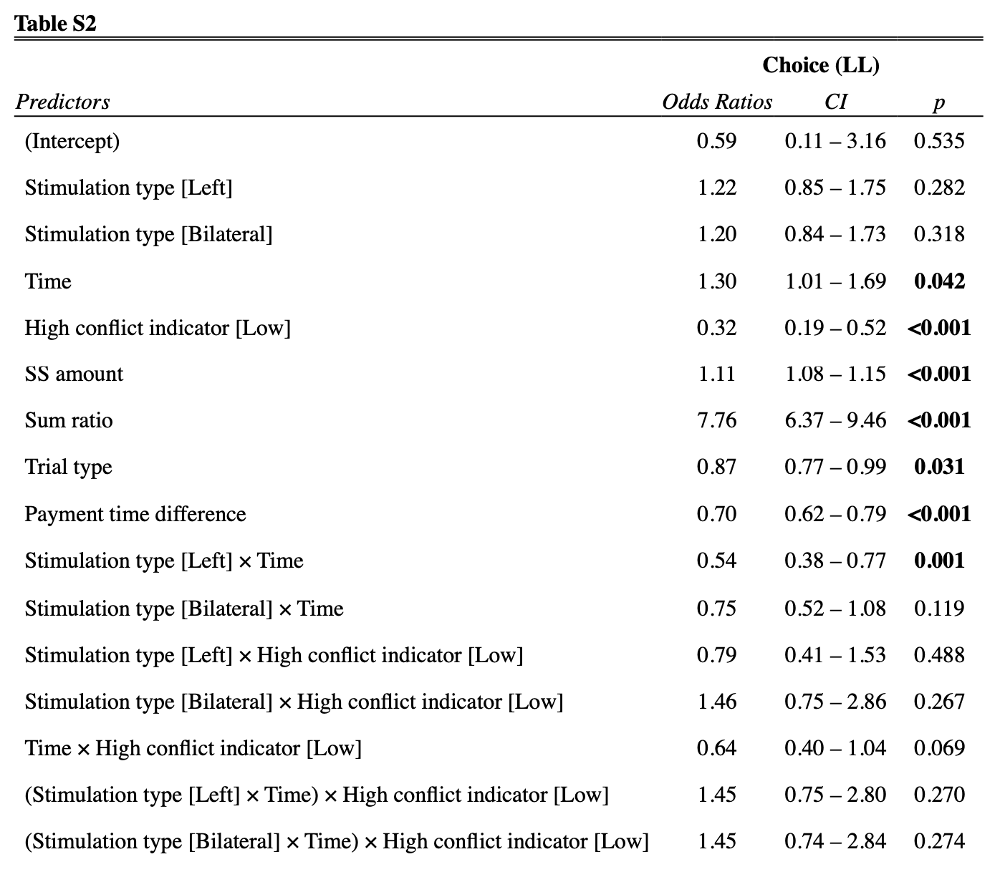 Table S2
Choice (LL)
Predictors Odds Ratios CI p
(Intercept) 0.59 0.11 – 3.16 0.535
Stimulation type [Left] 1.22 0.85 – 1.75 0.282
Stimulation type [Bilateral] 1.20 0.84 – 1.73 0.318
Time 1.30 1.01 – 1.69 0.042
High conflict indicator [Low] 0.32 0.19 – 0.52 <0.001
SS amount 1.11 1.08 – 1.15 <0.001
Sum ratio 7.76 6.37 – 9.46 <0.001
Trial type 0.87 0.77 – 0.99 0.031
Payment time difference 0.70 0.62 – 0.79 <0.001
Stimulation type [Left] × Time 0.54 0.38 – 0.77 0.001
Stimulation type [Bilateral] × Time 0.75 0.52 – 1.08 0.119
Stimulation type [Left] × High conflict indicator [Low] 0.79 0.41 – 1.53 0.488
Stimulation type [Bilateral] × High conflict indicator [Low] 1.46 0.75 – 2.86 0.267
Time × High conflict indicator [Low] 0.64 0.40 – 1.04 0.069
(Stimulation type [Left] × Time) × High conflict indicator [Low] 1.45 0.75 – 2.80 0.270
(Stimulation type [Bilateral] × Time) × High conflict indicator [Low] 1.45 0.74 – 2.84 0.274